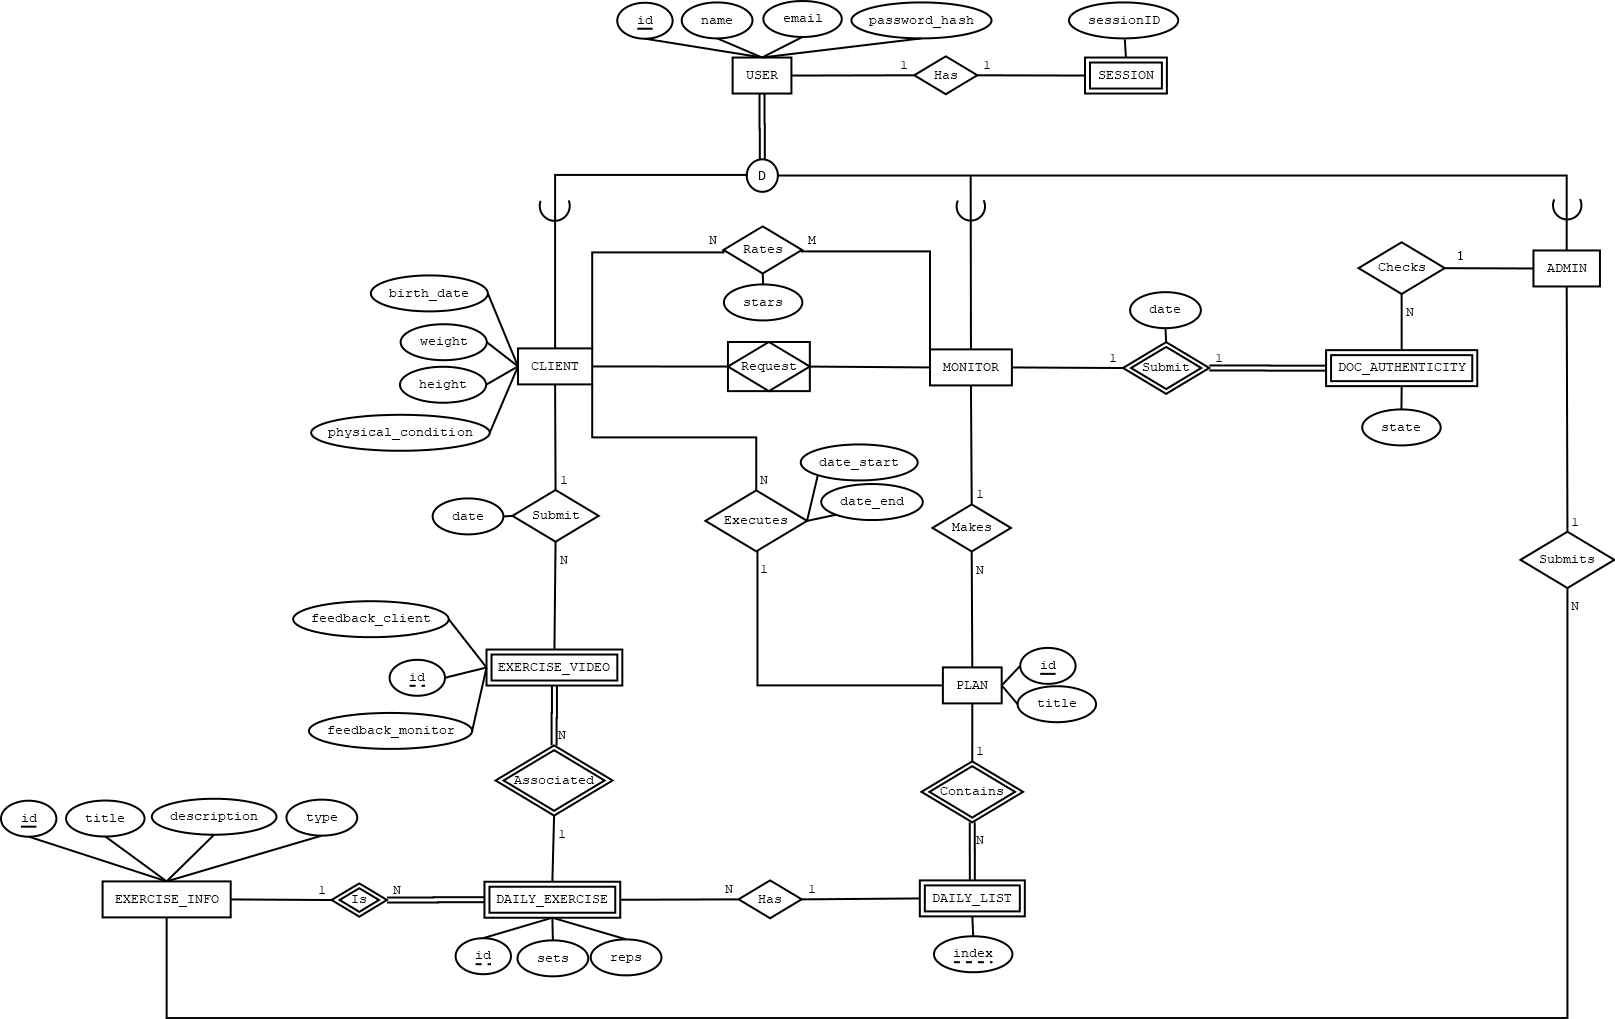 id
name
email
password_hash
sessionID
USER
1
Has
1
SESSION
D
N
Rates
M
stars
Checks
1
ADMIN
N
birth_date
weight
height
physical_condition
CLIENT
Request
MONITOR
date
1
Submit
1
DOC_AUTHENTICITY
state
1
date
Submit
N
date_start
date_end
N
Executes
1
1
Makes
N
1
Submits
N
feedback_client
id
feedback_monitor
EXERCISE_VIDEO
N
Associated
1
PLAN
id
title
1
Contains
N
id
title
description
type
EXERCISE_INFO
1
Is
N
DAILY_EXERCISE
N
Has
1
DAILY_LIST
id
sets
reps
index